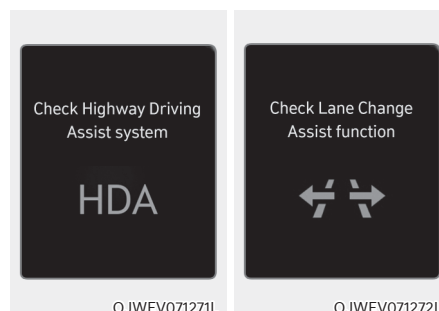 Check Highway Driving
Assist system
HDA
OJWEV071271L
Check Lane Change
Assist function
OJWEV071272L